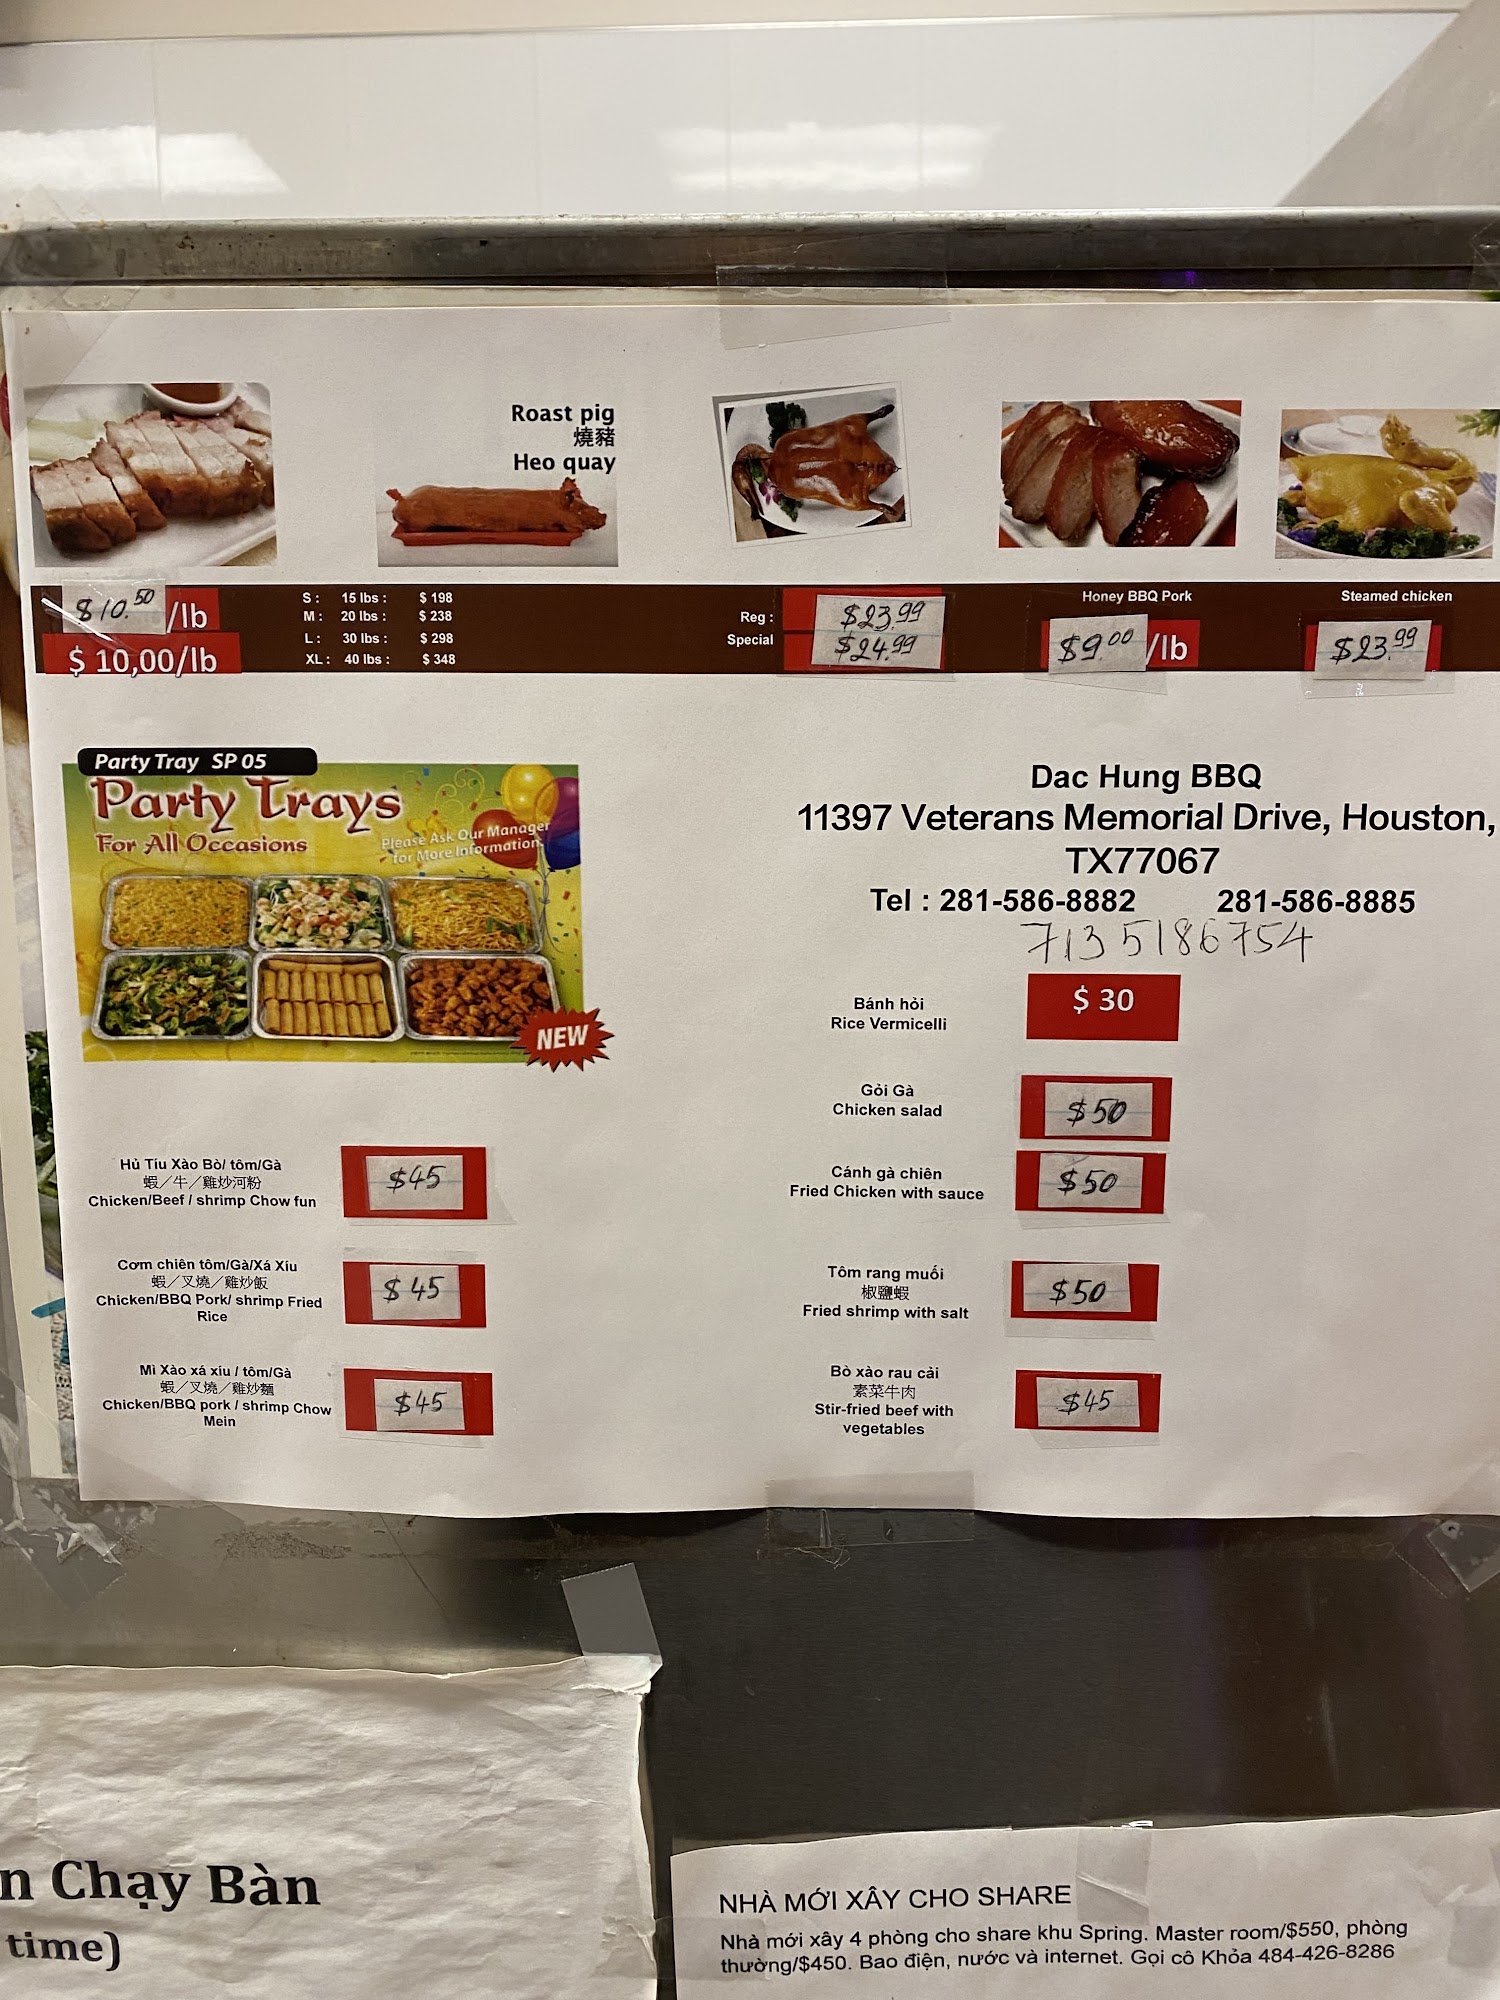 Roast pig
燒豬
Heo quay
$10.50/lb
$ 10,00/lb
S : 15 lbs : $ 198
M : 20 lbs : $ 238
L : 30 lbs : $ 298
XL : 40 lbs : $ 348
Reg : $23.99
Special $24.99
Honey BBQ Pork
$9.00/lb
Steamed chicken
$23.99
Party Tray SP 05
Party Trays
For All Occasions
Please Ask Our Manager
for More Information
NEW
Dac Hung BBQ
11397 Veterans Memorial Drive, Houston,
TX77067
Tel : 281-586-8882 281-586-8885
7135186754
Bánh hỏi
Rice Vermicelli
$ 30
Gỏi Gà
Chicken salad
$50
Cánh gà chiên
Fried Chicken with sauce
$50
Tôm rang muối
椒鹽蝦
Fried shrimp with salt
$50
Bò xào rau cải
素菜牛肉
Stir-fried beef with
vegetables
$45
Hủ Tíu Xào Bò/ tôm/Gà
蝦／牛／雞炒河粉
Chicken/Beef / shrimp Chow fun
$45
Cơm chiên tôm/Gà/Xá Xíu
蝦／叉燒／雞炒飯
Chicken/BBQ Pork/ shrimp Fried
Rice
$45
Mì Xào xá xíu / tôm/Gà
蝦／叉燒／雞炒麵
Chicken/BBQ pork / shrimp Chow
Mein
$45
n Chạy Bàn
time)
NHÀ MỚI XÂY CHO SHARE
Nhà mới xây 4 phòng cho share khu Spring. Master room/$550, phòng
thường/$450. Bao điện, nước và internet. Gọi cô Khỏa 484-426-8286